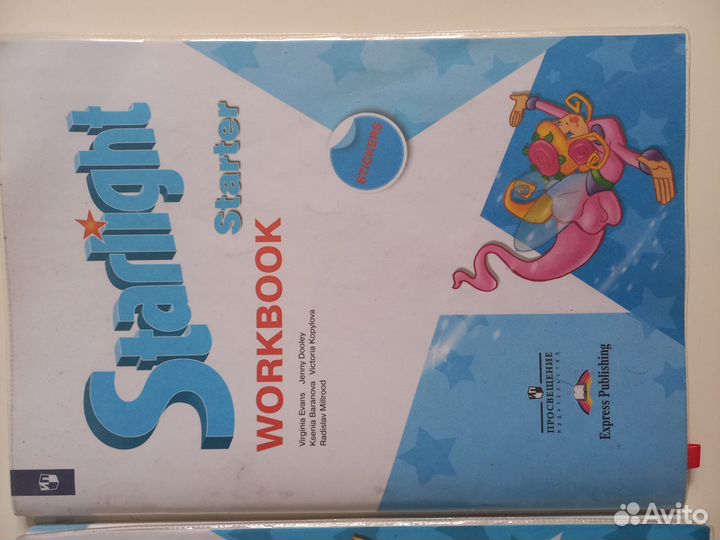 Starlight
Starter
WORKBOOK
Virginia Evans Jenny Dooley
Ksenia Baranova Victoria Kopylova
Radislav Millrood
STICKERS
ПРОСВЕЩЕНИЕ
ИЗДАТЕЛЬСТВО
Express Publishing
Avito